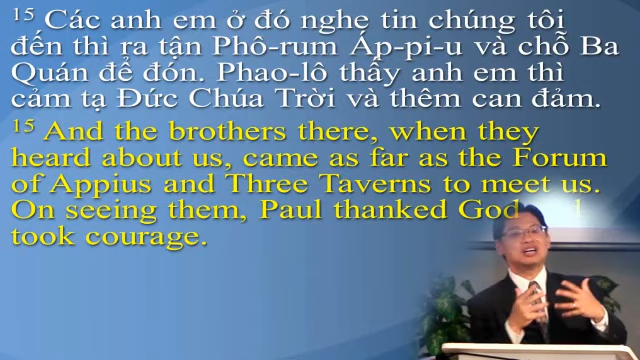 15 Các anh em ở đó nghe tin chúng tôi
đến thì ra tận Phô-rum Áp-pi-u và chỗ Ba
Quán để đón. Phao-lô thấy anh em thì
cảm tạ Đức Chúa Trời và thêm can đảm.
15 And the brothers there, when they
heard about us, came as far as the Forum
of Appius and Three Taverns to meet us.
On seeing them, Paul thanked God
took courage.